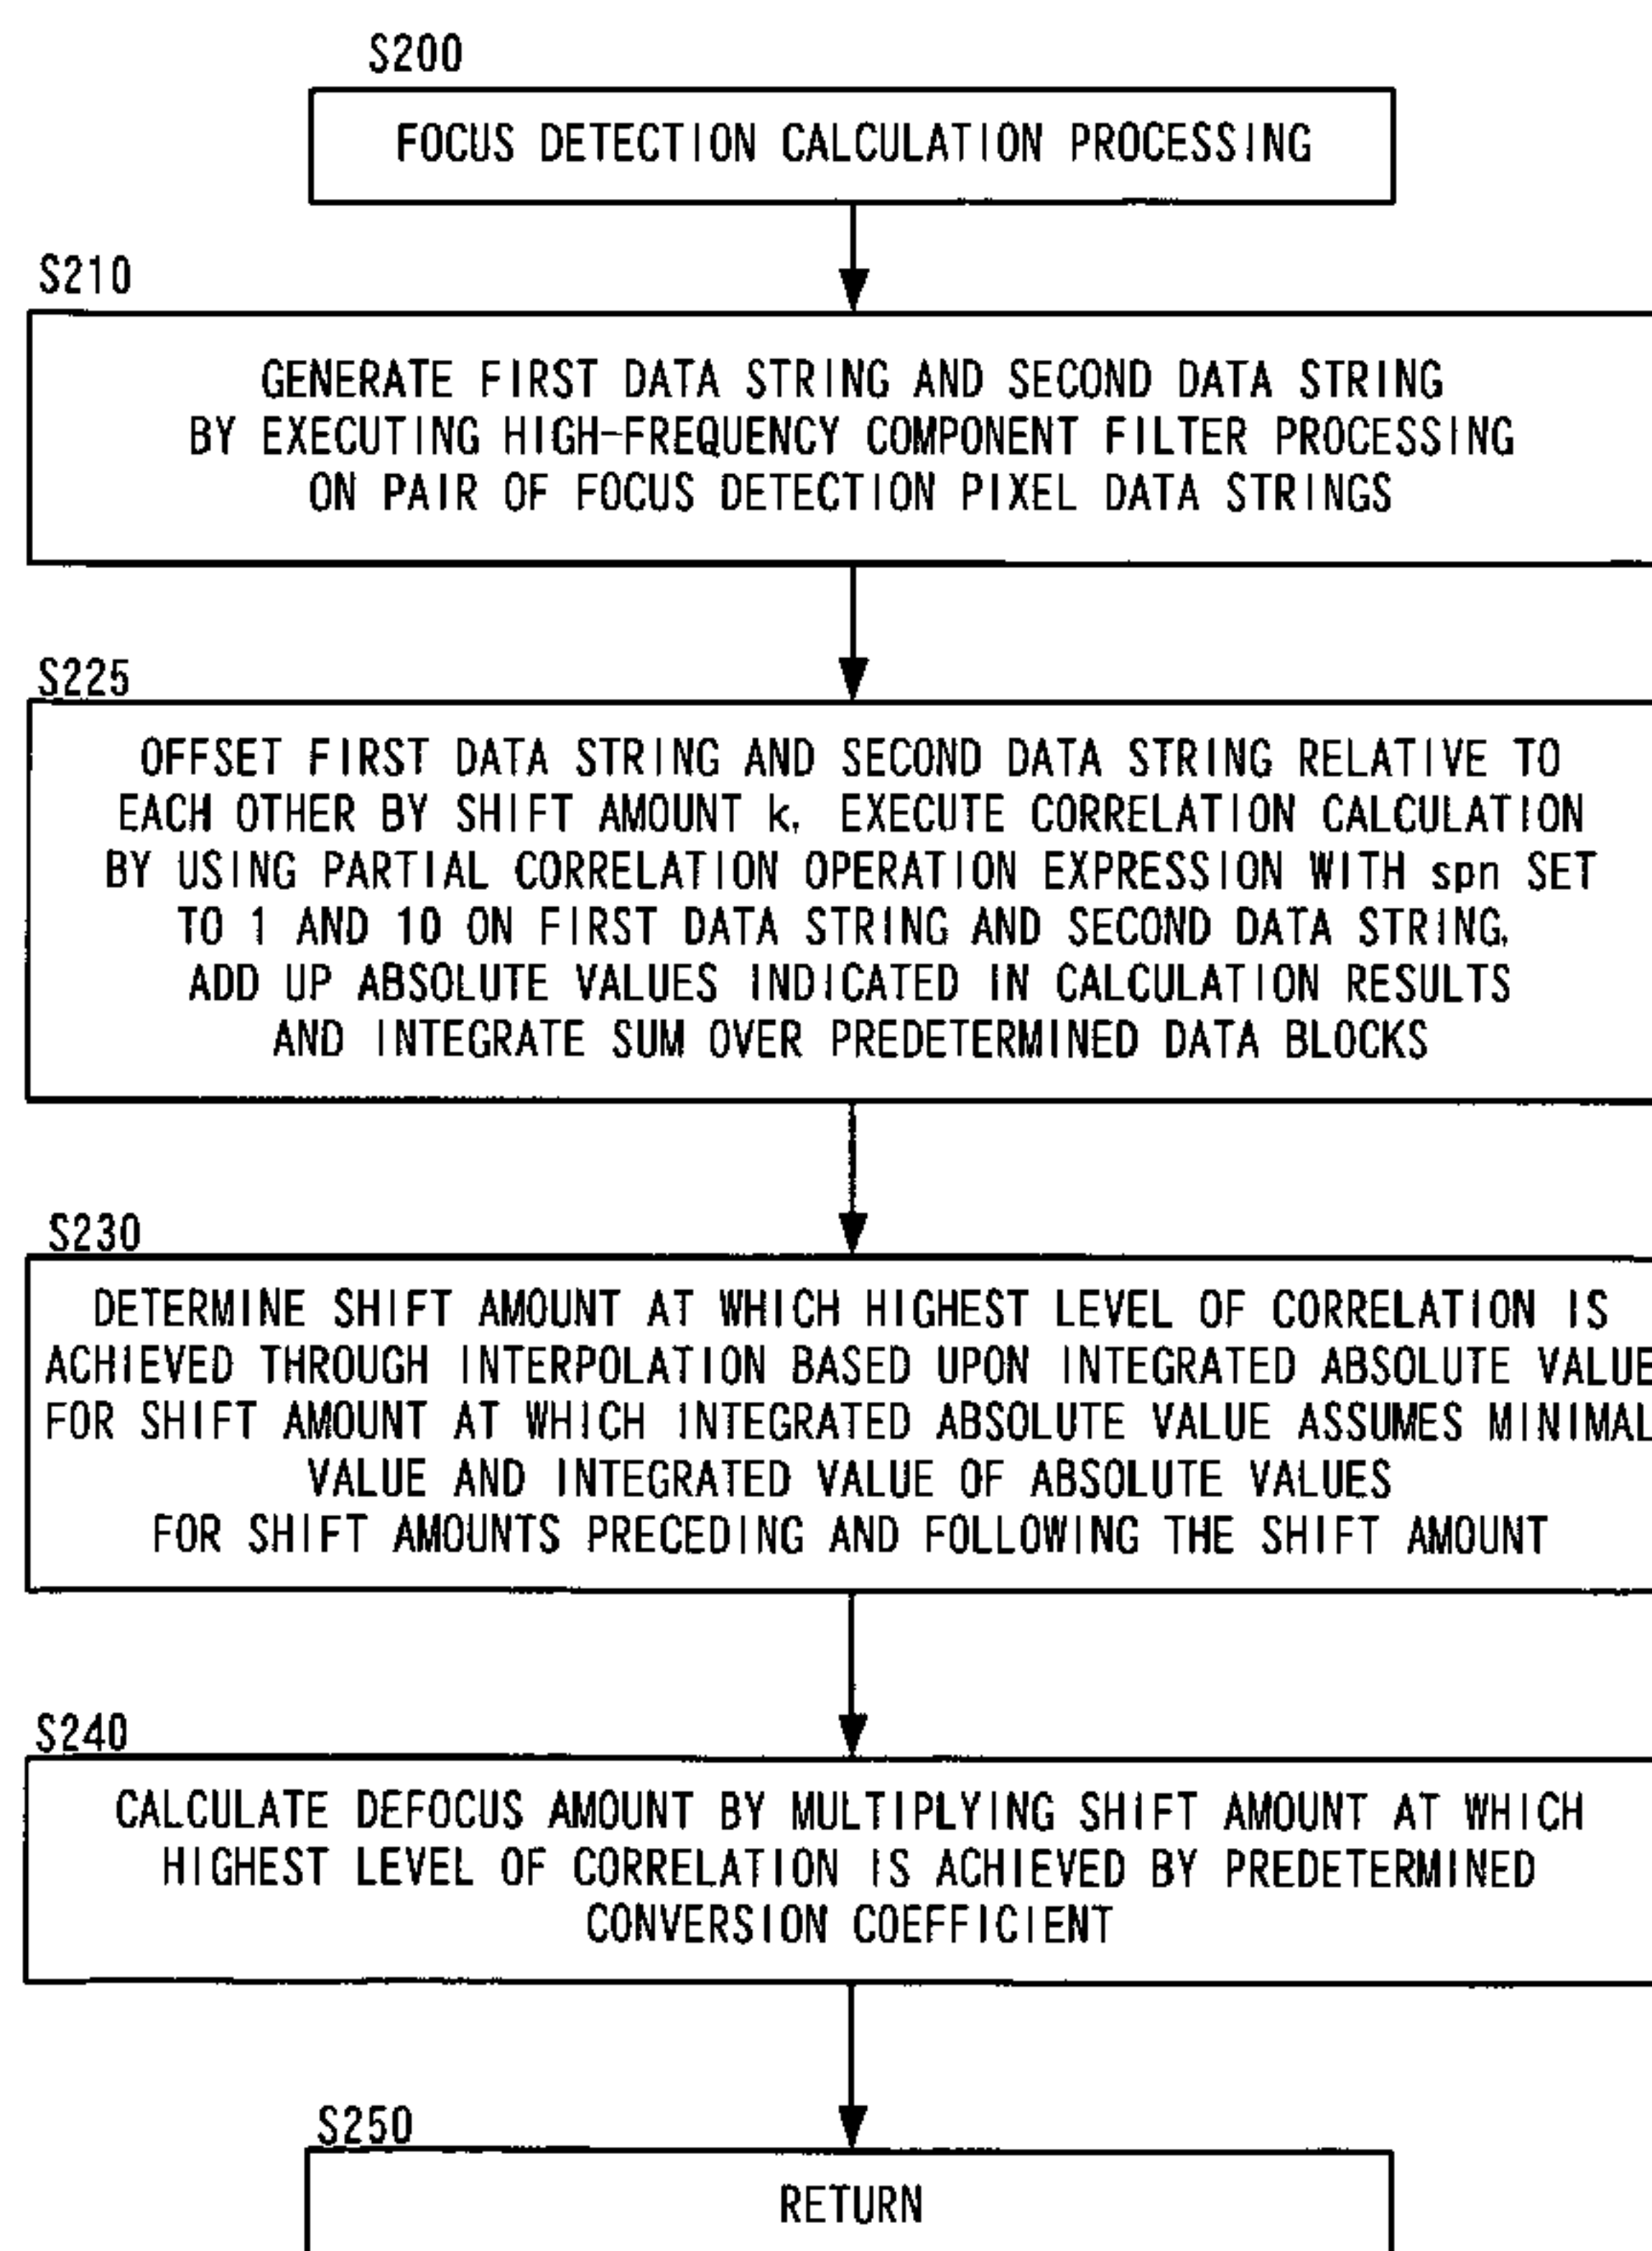 S200
FOCUS DETECTION CALCULATION PROCESSING
S210
GENERATE FIRST DATA STRING AND SECOND DATA STRING
BY EXECUTING HIGH-FREQUENCY COMPONENT FILTER PROCESSING
ON PAIR OF FOCUS DETECTION PIXEL DATA STRINGS
S225
OFFSET FIRST DATA STRING AND SECOND DATA STRING RELATIVE TO
EACH OTHER BY SHIFT AMOUNT k, EXECUTE CORRELATION CALCULATION
BY USING PARTIAL CORRELATION OPERATION EXPRESSION WITH spn SET
TO 1 AND 10 ON FIRST DATA STRING AND SECOND DATA STRING,
ADD UP ABSOLUTE VALUES INDICATED IN CALCULATION RESULTS
AND INTEGRATE SUM OVER PREDETERMINED DATA BLOCKS
S230
DETERMINE SHIFT AMOUNT AT WHICH HIGHEST LEVEL OF CORRELATION IS
ACHIEVED THROUGH INTERPOLATION BASED UPON INTEGRATED ABSOLUTE VALUE
FOR SHIFT AMOUNT AT WHICH INTEGRATED ABSOLUTE VALUE ASSUMES MINIMAL
VALUE AND INTEGRATED VALUE OF ABSOLUTE VALUES
FOR SHIFT AMOUNTS PRECEDING AND FOLLOWING THE SHIFT AMOUNT
S240
CALCULATE DEFOCUS AMOUNT BY MULTIPLYING SHIFT AMOUNT AT WHICH
HIGHEST LEVEL OF CORRELATION IS ACHIEVED BY PREDETERMINED
CONVERSION COEFFICIENT
S250
RETURN